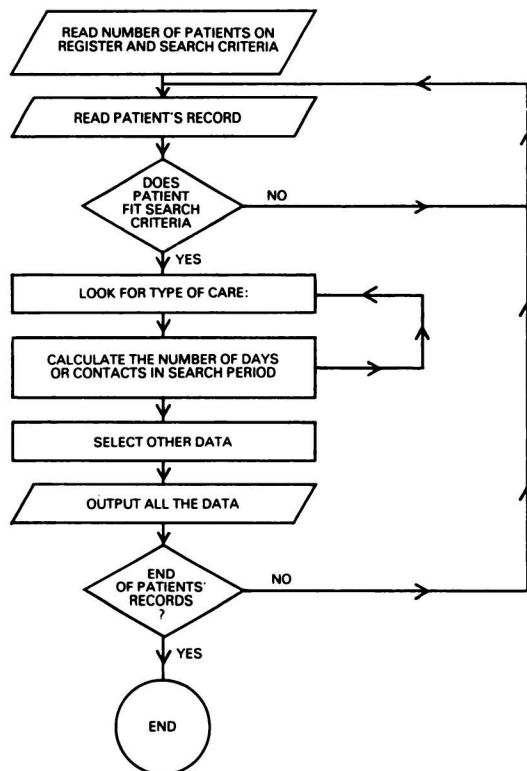 READ NUMBER OF PATIENTS ON
REGISTER AND SEARCH CRITERIA
READ PATIENT'S RECORD
DOES
PATIENT
FIT SEARCH
CRITERIA
NO
YES
LOOK FOR TYPE OF CARE:
CALCULATE THE NUMBER OF DAYS
OR CONTACTS IN SEARCH PERIOD
SELECT OTHER DATA
OUTPUT ALL THE DATA
END
OF PATIENTS'
RECORDS
?
NO
YES
END